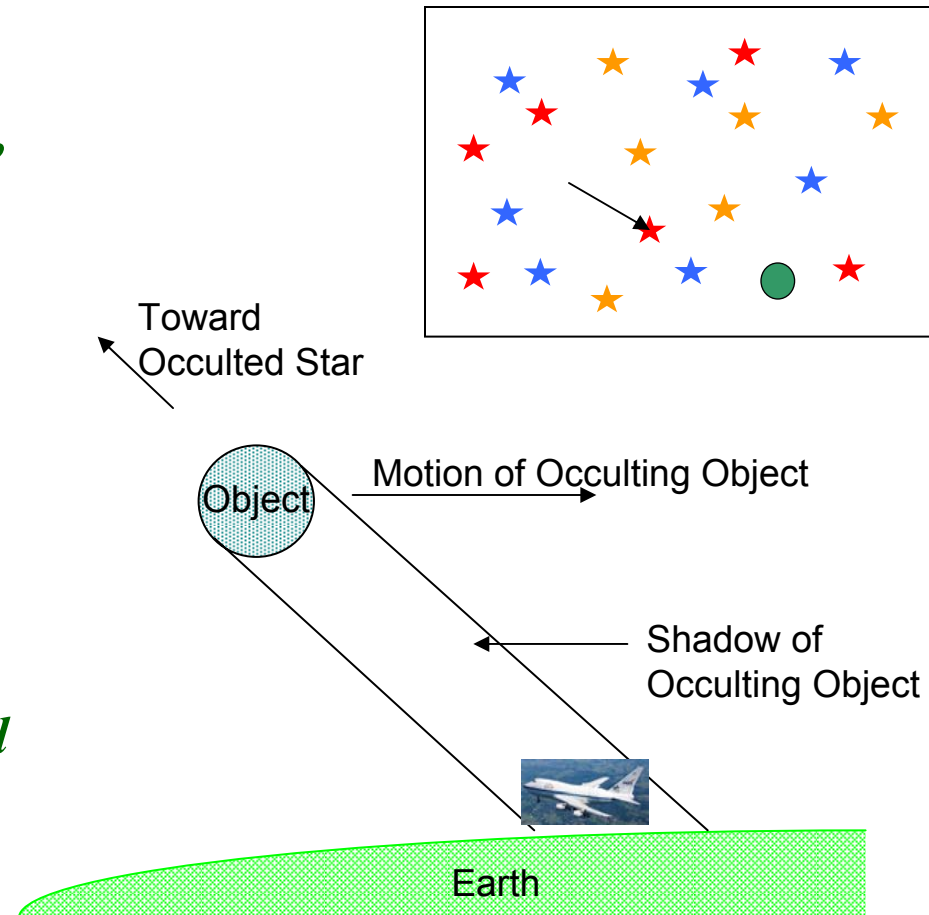 Toward
Occulted Star
Object
Motion of Occulting Object
Shadow of
Occulting Object
Earth